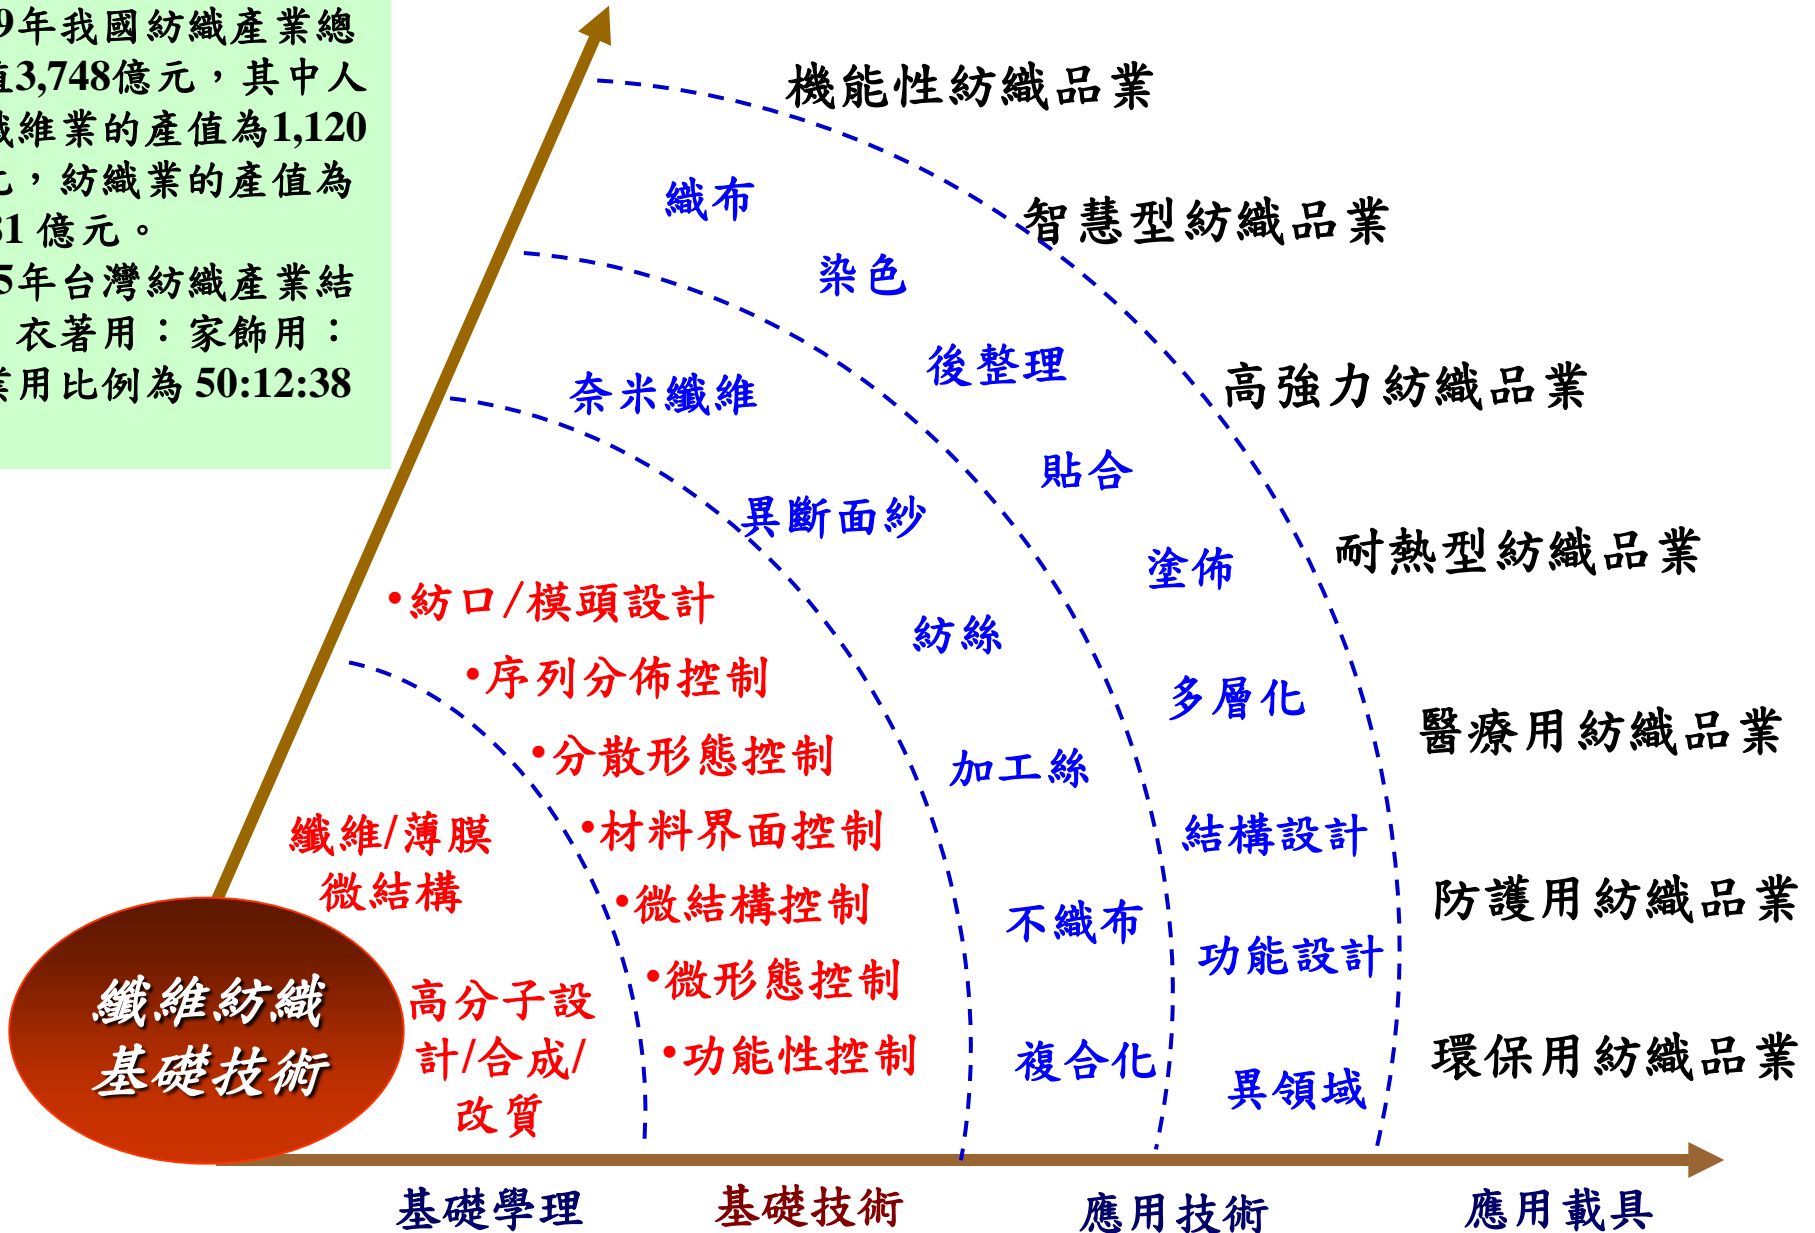 9年我國紡織產業總
值3,748億元，其中人
纖維業的產值為1,120
元，紡織業的產值為
81 億元。
5年台灣紡織產業結
衣著用：家飾用：
業用比例為 50:12:38
機能性紡織品業
織布
智慧型紡織品業
染色
後整理
高強力紡織品業
奈米纖維
貼合
異斷面紗
耐熱型紡織品業
塗佈
•紡口/模頭設計
紡絲
•序列分佈控制
多層化
醫療用紡織品業
•分散形態控制
加工絲
纖維/薄膜
微結構
•材料界面控制
結構設計
•微結構控制
不織布
防護用紡織品業
功能設計
•微形態控制
纖維紡織
基礎技術
高分子設
計/合成/
改質
•功能性控制
複合化
環保用紡織品業
異領域
基礎學理
基礎技術
應用技術
應用載具